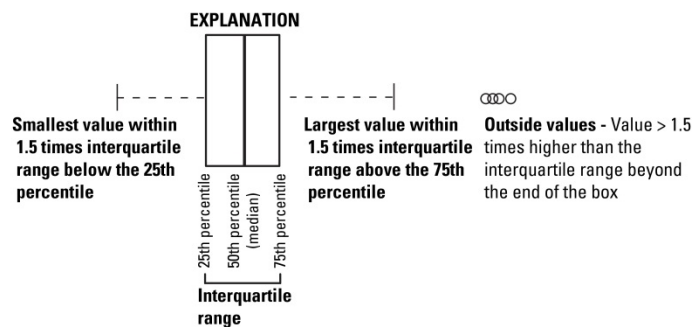 EXPLANATION
Smallest value within
1.5 times interquartile
range below the 25th
percentile
Largest value within
1.5 times interquartile
range above the 75th
percentile
Outside values - Value > 1.5
times higher than the
interquartile range beyond
the end of the box
25th percentile
50th percentile
(median)
75th percentile
Interquartile
range